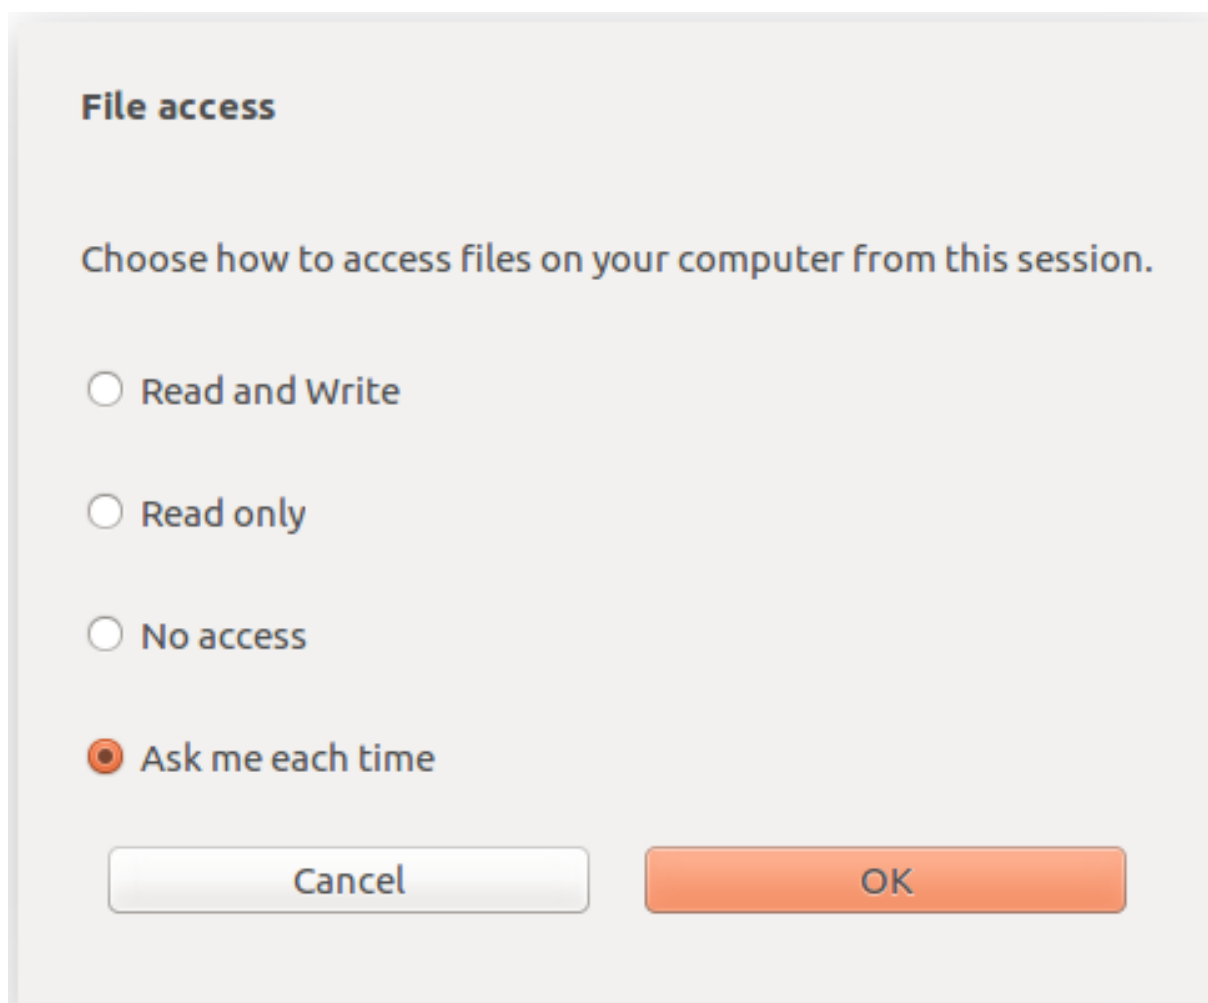 File access
Choose how to access files on your computer from this session.
Read and Write
Read only
No access
Ask me each time
Cancel OK